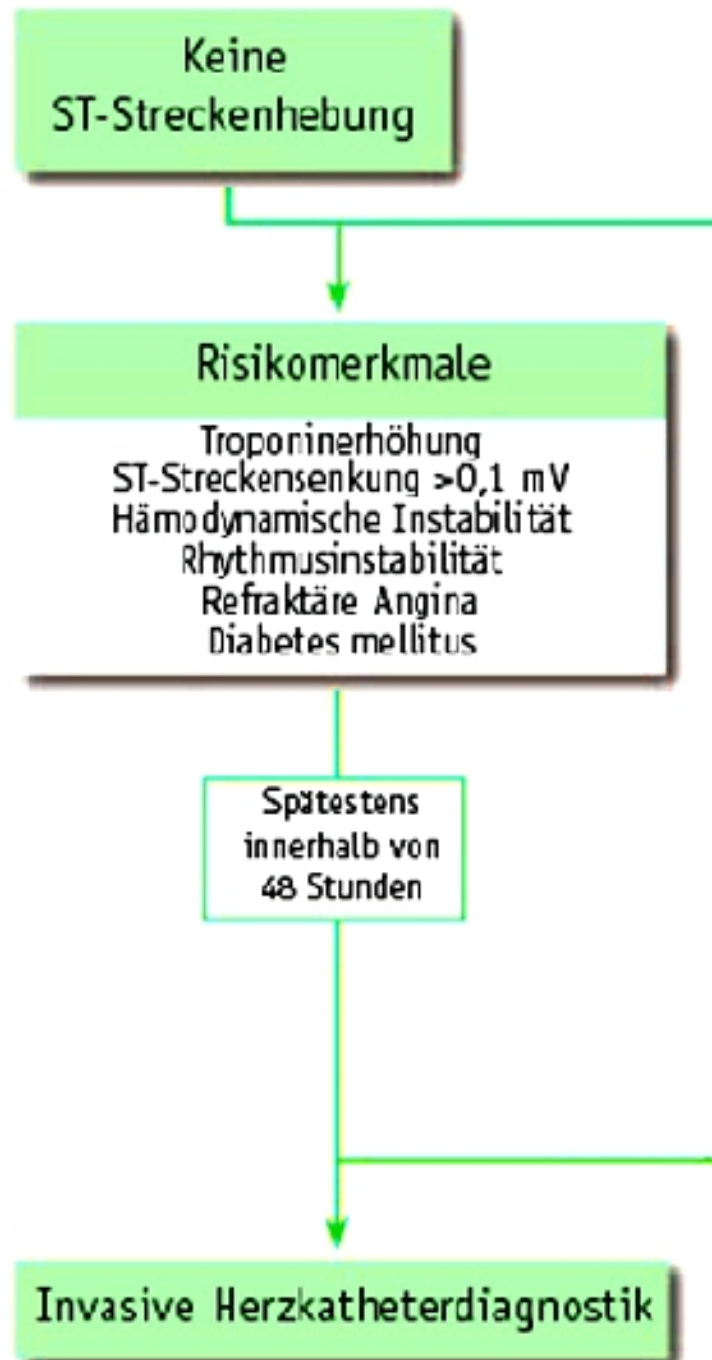 Keine
ST-Streckenhebung
Risikomerkmale
Troponinerhöhung
ST-Streckensenkung >0,1 mV
Hämodynamische Instabilität
Rhythmusinstabilität
Refraktäre Angina
Diabetes mellitus
Spätestens
innerhalb von
48 Stunden
Invasive Herzkatheterdiagnostik